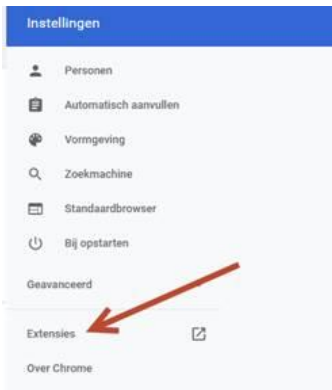 Instellingen
Personen
Automatisch aanvullen
Vormgeving
Zoekmachine
Standaardbrowser
Bij opstarten
Geavanceerd
Extensies
Over Chrome